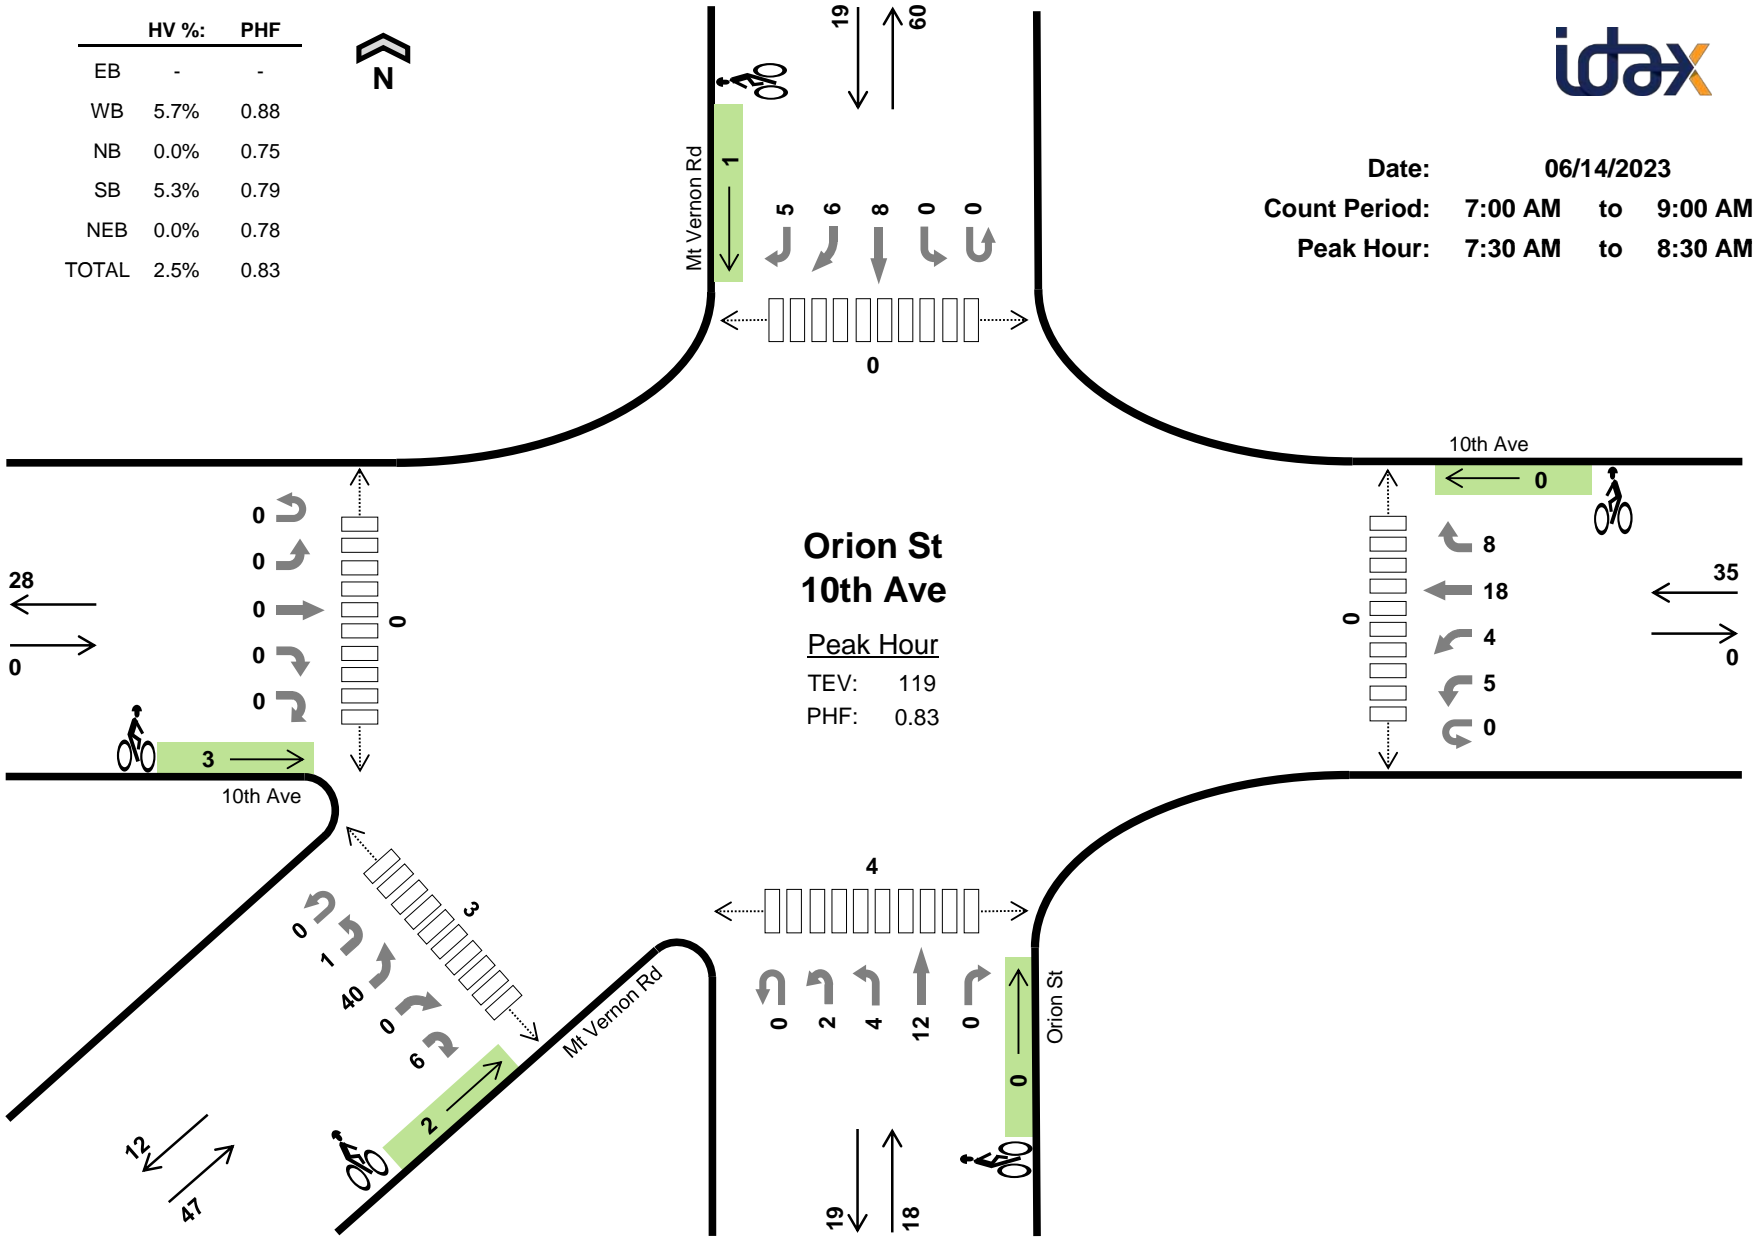 HV %: PHF
EB - -
WB 5.7% 0.88
NB 0.0% 0.75
SB 5.3% 0.79
NEB 0.0% 0.78
TOTAL 2.5% 0.83
N
idax
Date: 06/14/2023
Count Period: 7:00 AM to 9:00 AM
Peak Hour: 7:30 AM to 8:30 AM
19 60
Mt Vernon Rd
1
5 6 8 0 0
0
10th Ave
0
8
18
4
5
0
0
35
0
28
0
0
0
0
0
0
0
3
10th Ave
Orion St
10th Ave
Peak Hour
TEV: 119
PHF: 0.83
3
0 1 40 0 6
Mt Vernon Rd
2
12
47
4
0 2 4 12 0
Orion St
0
19 18